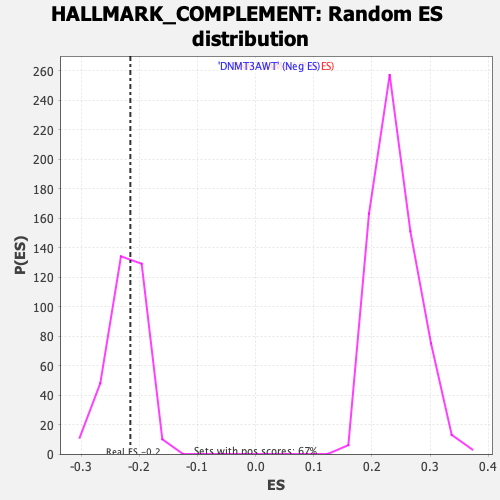 HALLMARK_COMPLEMENT: Random ES
distribution
'DNMT3AWT' (Neg ES)
P(ES)
260
240
220
200
180
160
140
120
100
80
60
40
20
0
Real ES -0.2
Sets with pos scores: 67%
-0.3 -0.2 -0.1 0.0 0.1 0.2 0.3 0.4
ES